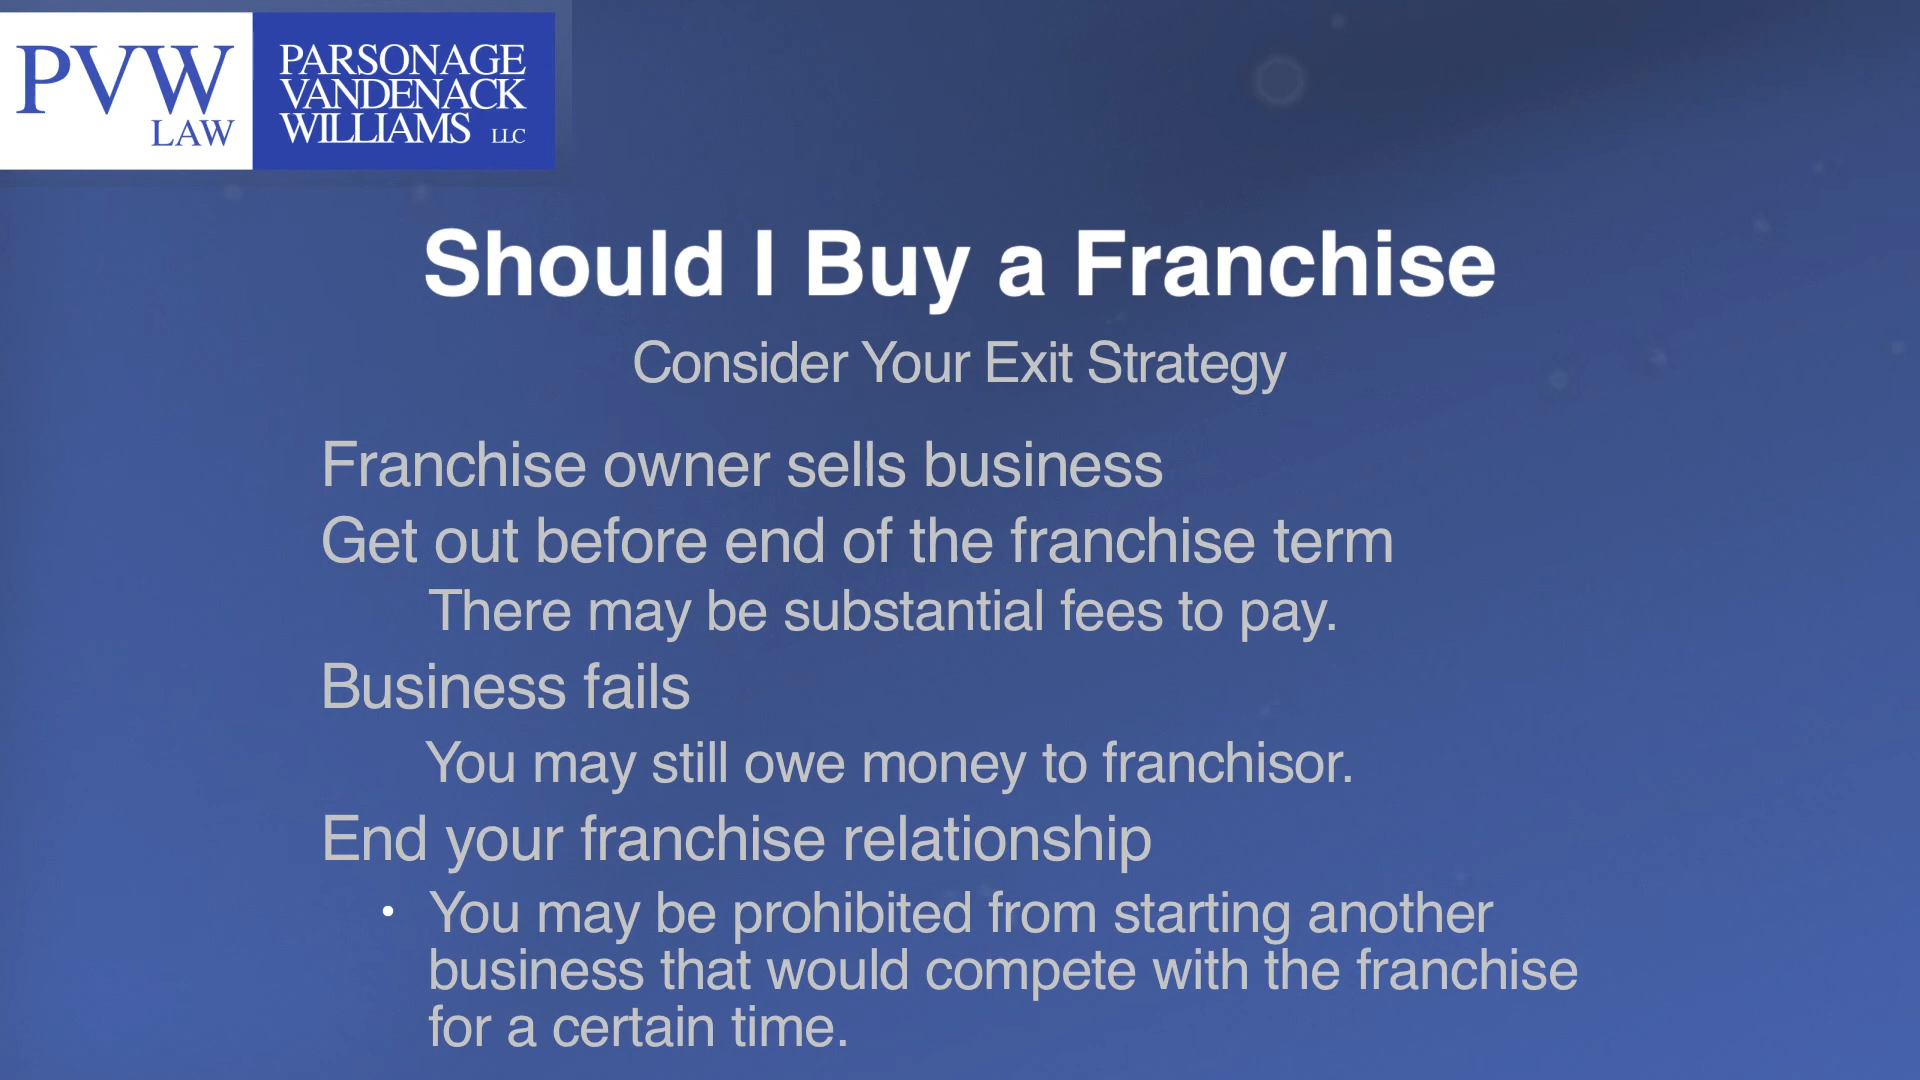 PVW
LAW
PARSONAGE
VANDENACK
WILLIAMS LLC
Should I Buy a Franchise
Consider Your Exit Strategy
Franchise owner sells business
Get out before end of the franchise term
There may be substantial fees to pay.
Business fails
You may still owe money to franchisor.
End your franchise relationship
• You may be prohibited from starting another
business that would compete with the franchise
for a certain time.